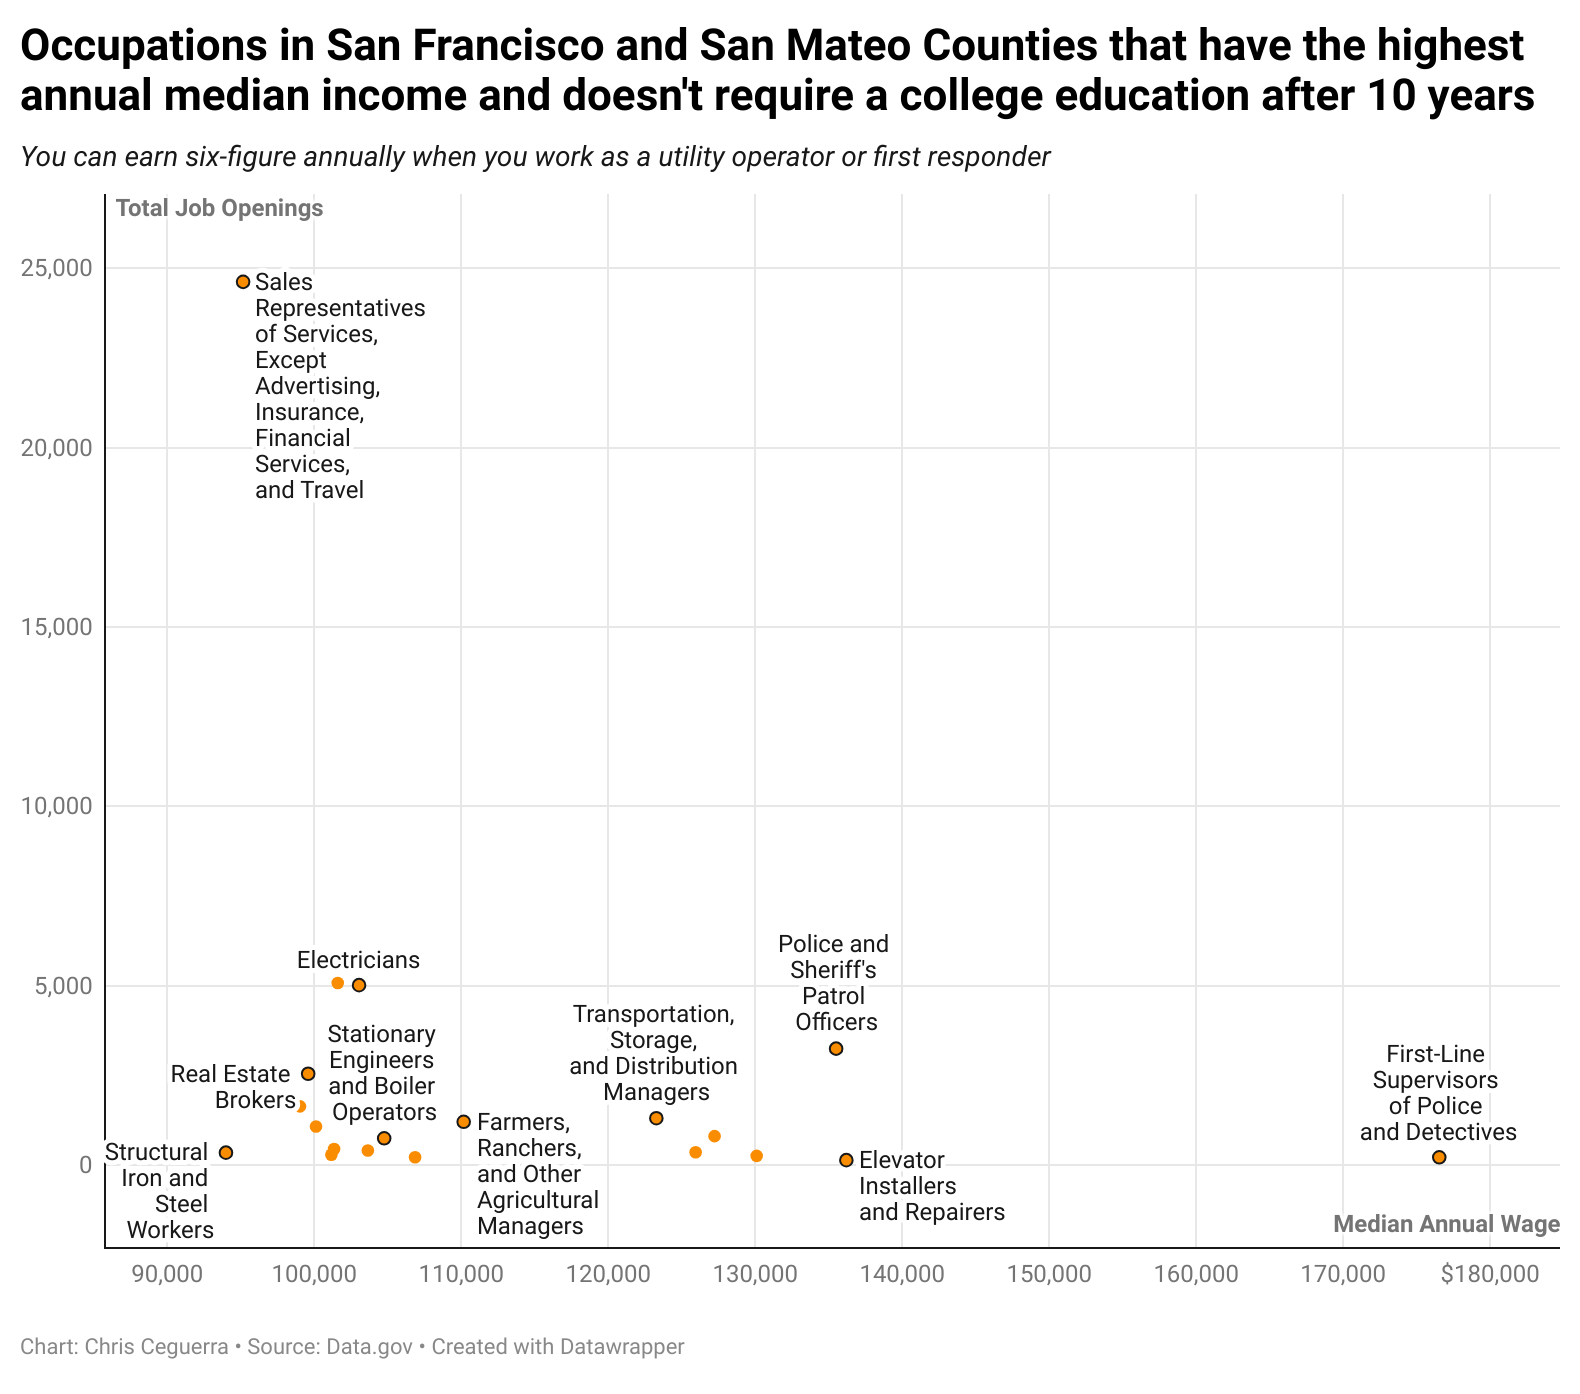 Occupations in San Francisco and San Mateo Counties that have the highest
annual median income and doesn't require a college education after 10 years
You can earn six-figure annually when you work as a utility operator or first responder
Total Job Openings
25,000
20,000
15,000
10,000
5,000
0
Sales
Representatives
of Services,
Except
Advertising,
Insurance,
Financial
Services,
and Travel
Electricians
Stationary
Engineers
and Boiler
Operators
Real Estate
Brokers
Structural
Iron and
Steel
Workers
Farmers,
Ranchers,
and Other
Agricultural
Managers
Transportation,
Storage,
and Distribution
Managers
Police and
Sheriff's
Patrol
Officers
Elevator
Installers
and Repairers
First-Line
Supervisors
of Police
and Detectives
Median Annual Wage
90,000
100,000
110,000
120,000
130,000
140,000
150,000
160,000
170,000
$180,000
Chart: Chris Ceguerra • Source: Data.gov • Created with Datawrapper